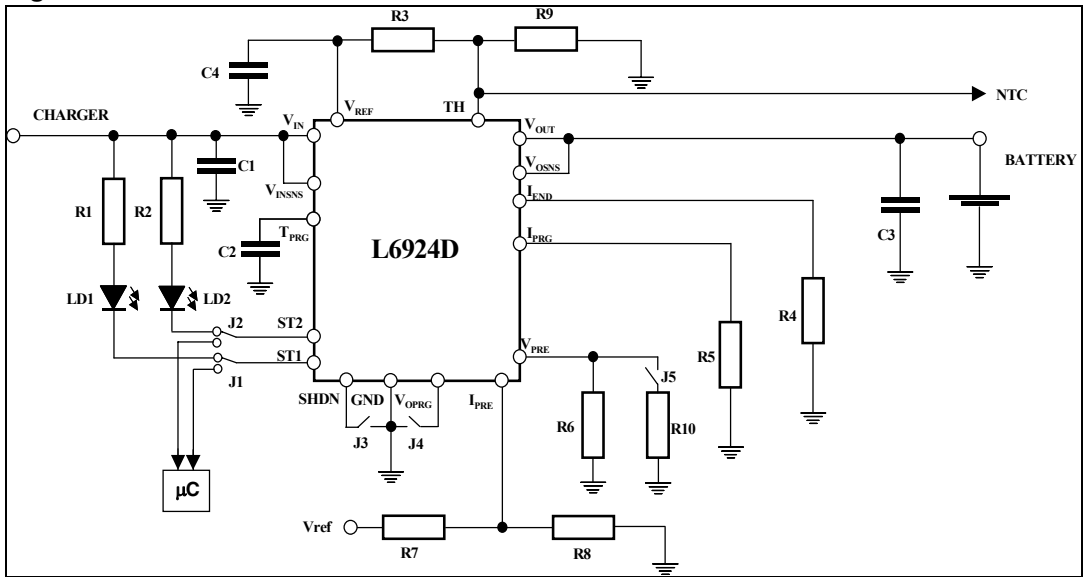 R3
R9
C4
NTC
CHARGER
V_REF
TH
V_IN
V_OUT
C1
BATTERY
V_OSNS
V_INSNS
I_END
R1
R2
T_PRG
I_PRG
C2
L6924D
C3
LD1
LD2
R4
J2
ST2
R5
V_PRE
ST1
J5
J1
SHDN
GND
V_OPRG
I_PRE
R6
R10
J3
J4
μC
Vref
R7
R8